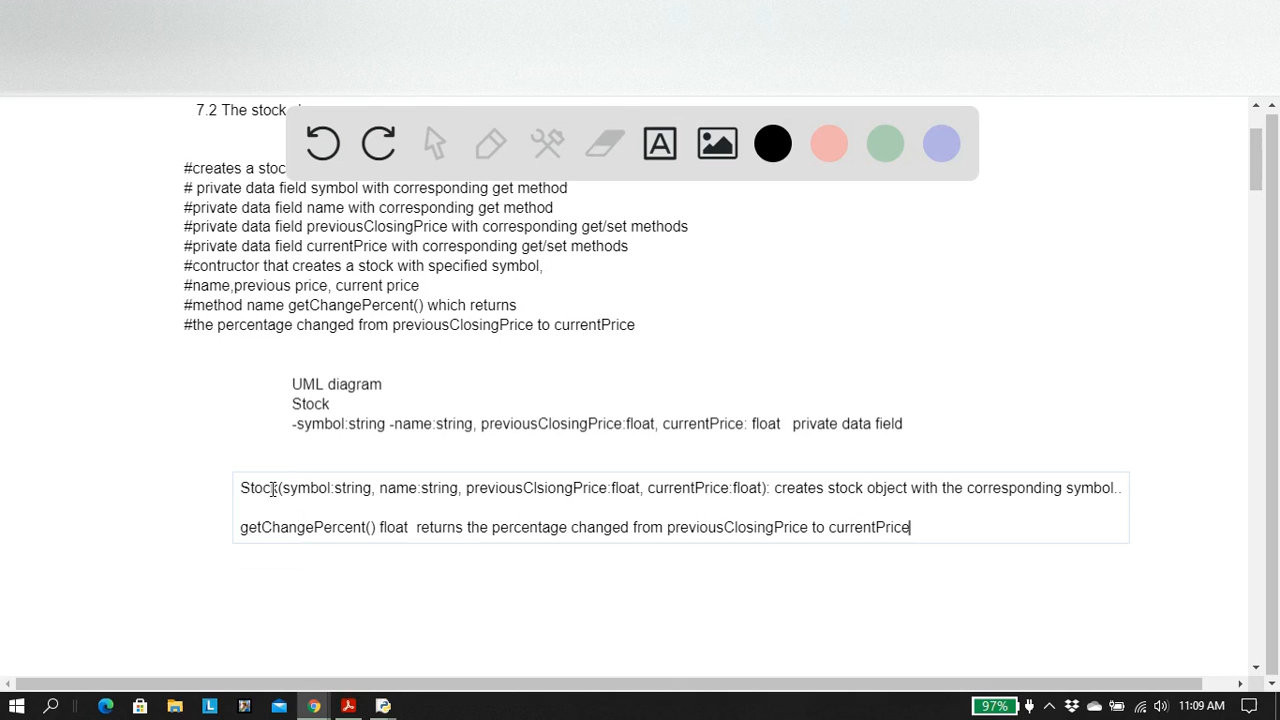 7.2 The stock
#creates a stoc
# private data field symbol with corresponding get method
#private data field name with corresponding get method
#private data field previousClosingPrice with corresponding get/set methods
#private data field currentPrice with corresponding get/set methods
#contructor that creates a stock with specified symbol,
#name,previous price, current price
#method name getChangePercent() which returns
#the percentage changed from previousClosingPrice to currentPrice
UML diagram
Stock
-symbol:string -name:string, previousClosingPrice:float, currentPrice: float   private data field
Stock(symbol:string, name:string, previousClsiongPrice:float, currentPrice:float): creates stock object with the corresponding symbol..
getChangePercent() float  returns the percentage changed from previousClosingPrice to currentPrice
97%
11:09 AM